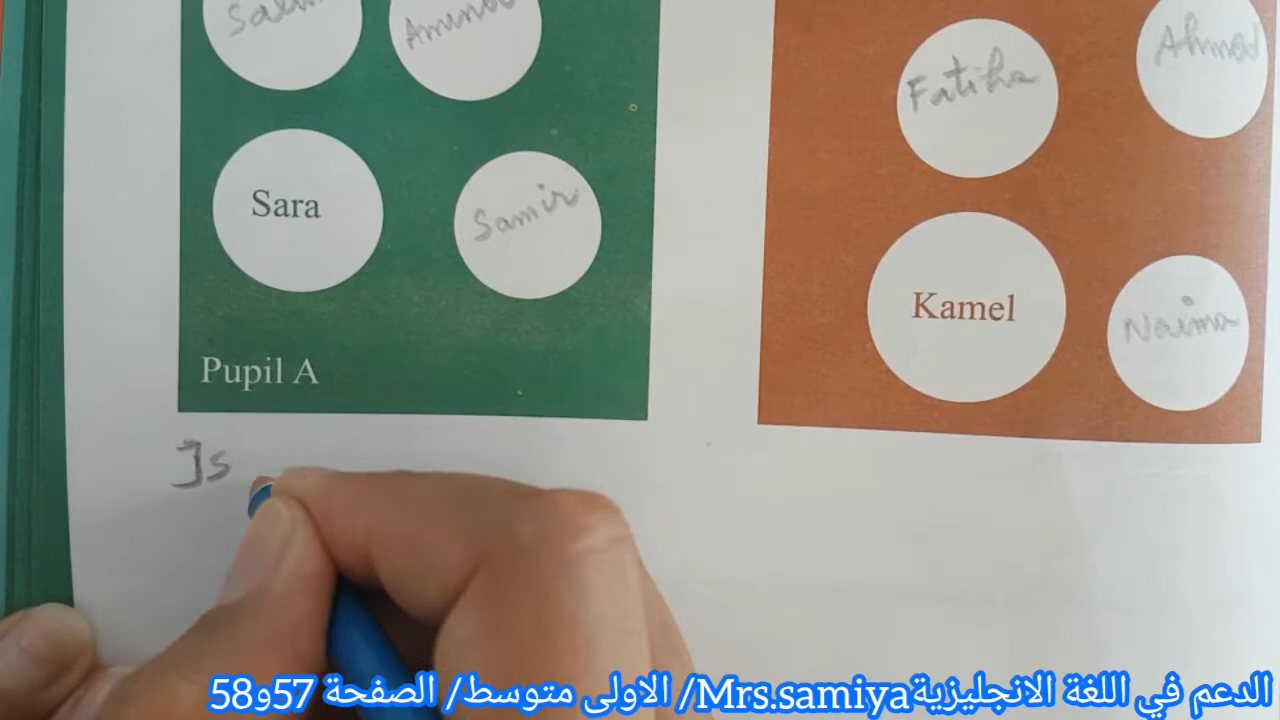 Fatiha
Ahmed
Sara
Samir
Kamel
Naima
Pupil A
Is
الدعم في اللغة الانجليزيةMrs.samiya/ الاولى متوسط/ الصفحة 57و58